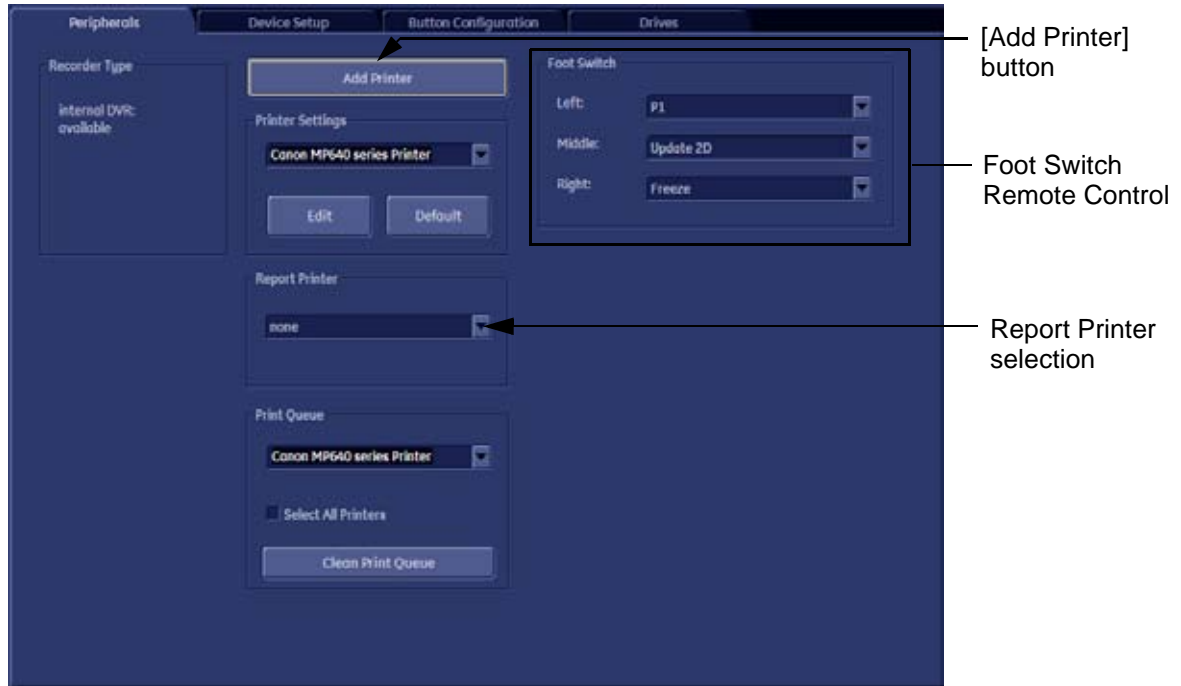 Peripherals
Device Setup
Button Configuration
Drives
Recorder Type
internal DVR:
available
Add Printer
Printer Settings
Canon MP640 series Printer
Edit
Default
Report Printer
none
Print Queue
Canon MP640 series Printer
Select All Printers
Clean Print Queue
Foot Switch
Left:
P1
Middle:
Update 2D
Right:
Freeze
[Add Printer]
button
Foot Switch
Remote Control
Report Printer
selection